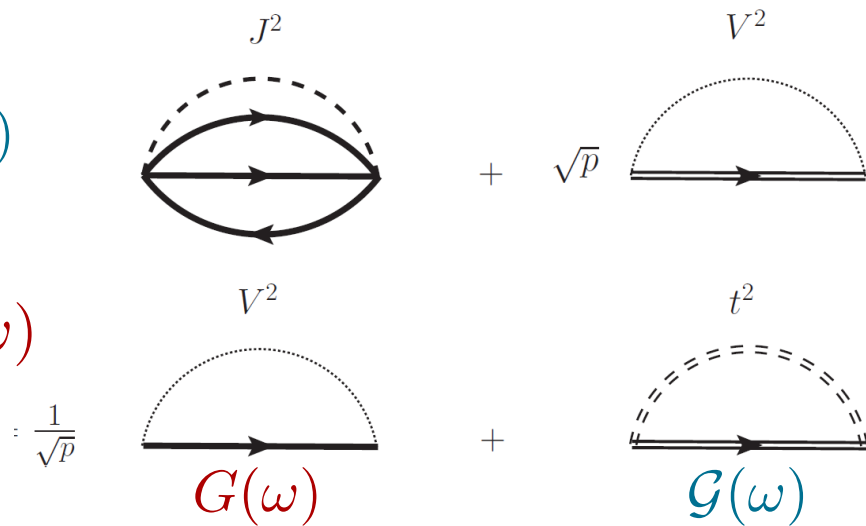 J² V²
)
+ √p
V² t²
ω)
= 1/√p
+
G(ω) 𝒢(ω)